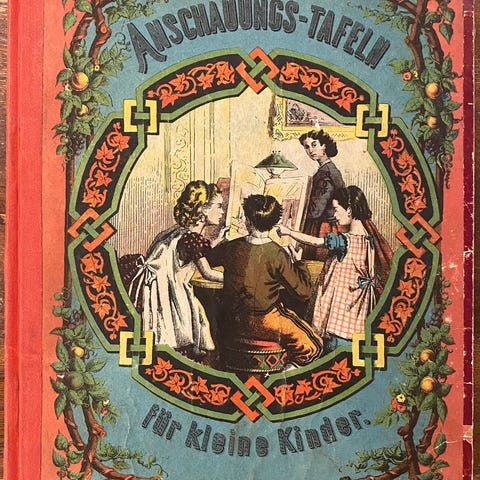 ANSCHAUUNGS-TAFELN
für kleine Kinder.